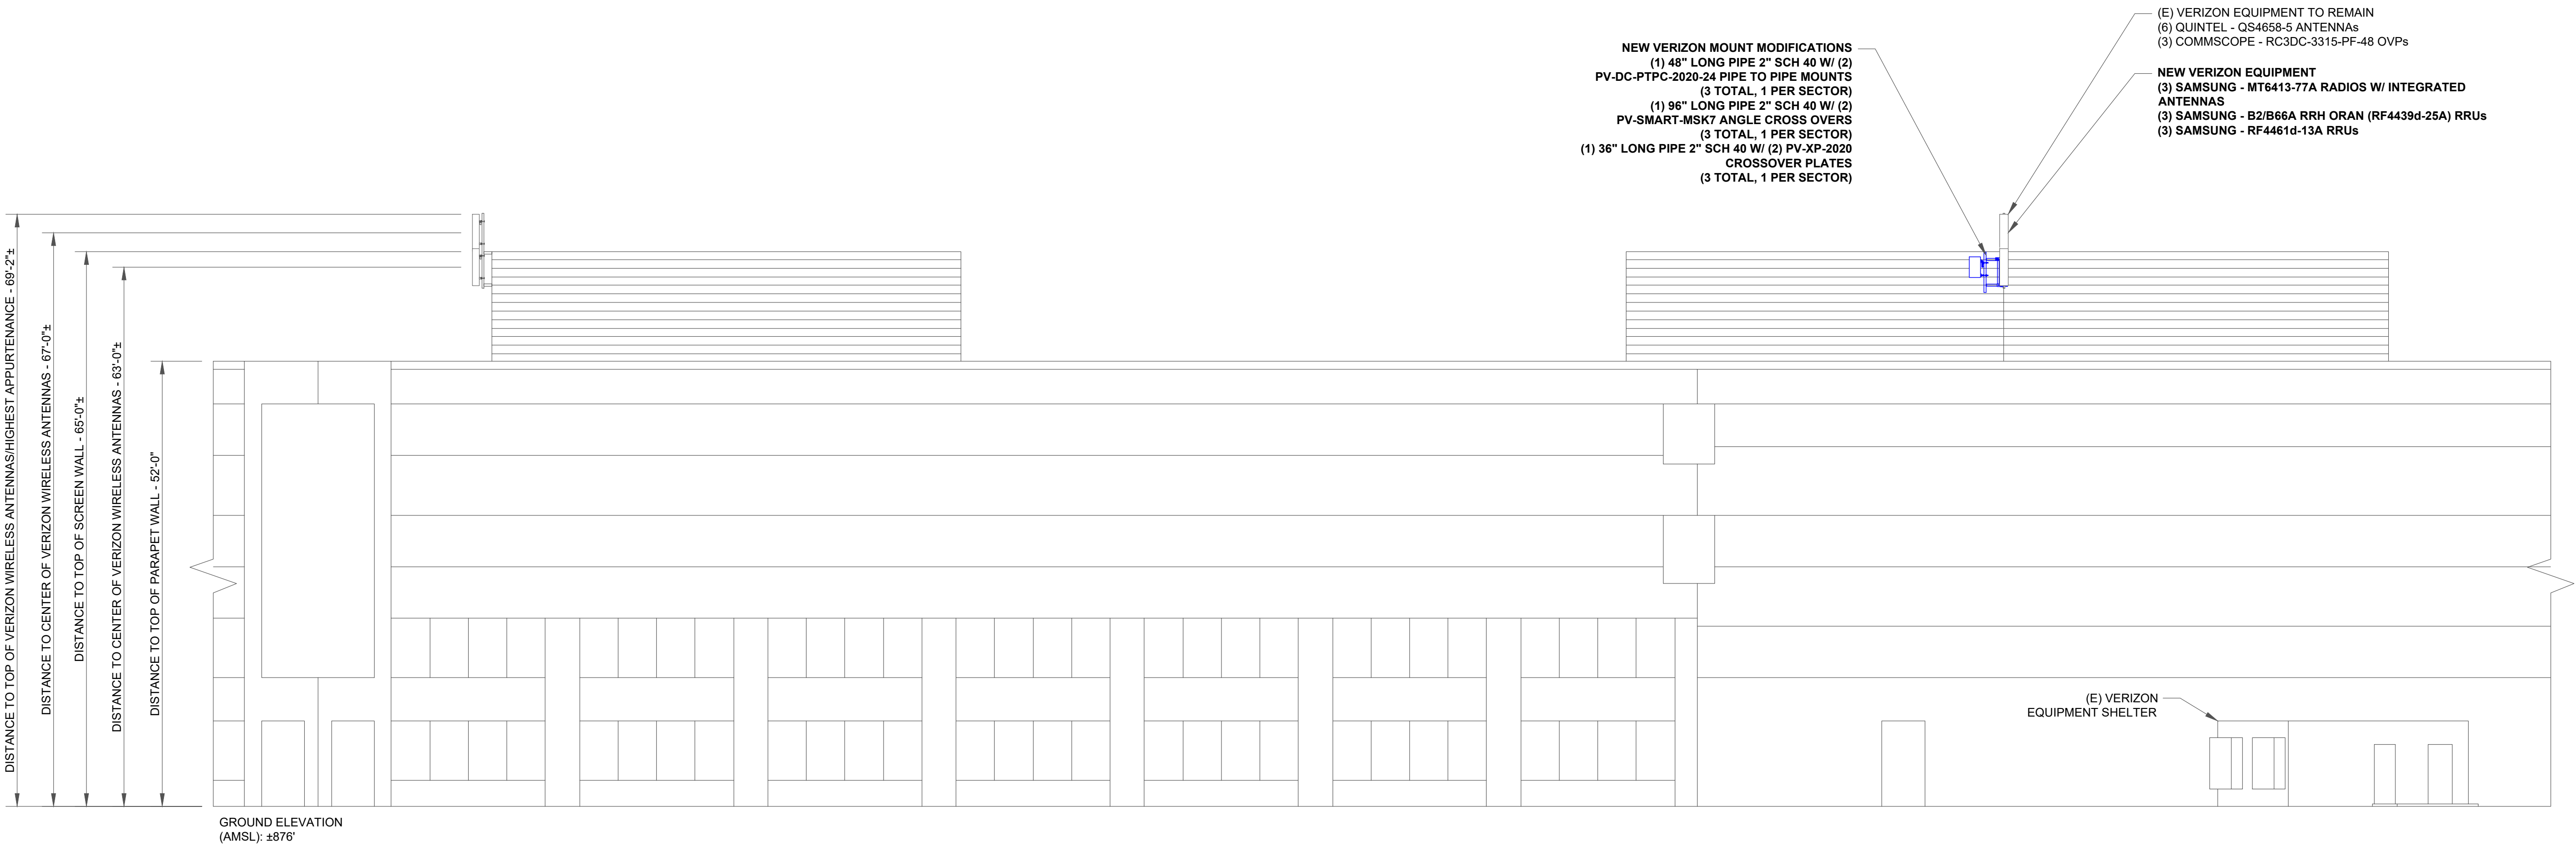 (E) VERIZON EQUIPMENT TO REMAIN
(6) QUINTEL - QS4658-5 ANTENNAs
(3) COMMSCOPE - RC3DC-3315-PF-48 OVPs
NEW VERIZON EQUIPMENT
(3) SAMSUNG - MT6413-77A RADIOS W/ INTEGRATED
ANTENNAS
(3) SAMSUNG - B2/B66A RRH ORAN (RF4439d-25A) RRUs
(3) SAMSUNG - RF4461d-13A RRUs
NEW VERIZON MOUNT MODIFICATIONS
(1) 48" LONG PIPE 2" SCH 40 W/ (2)
PV-DC-PTPC-2020-24 PIPE TO PIPE MOUNTS
(3 TOTAL, 1 PER SECTOR)
(1) 96" LONG PIPE 2" SCH 40 W/ (2)
PV-SMART-MSK7 ANGLE CROSS OVERS
(3 TOTAL, 1 PER SECTOR)
(1) 36" LONG PIPE 2" SCH 40 W/ (2) PV-XP-2020
CROSSOVER PLATES
(3 TOTAL, 1 PER SECTOR)
DISTANCE TO TOP OF VERIZON WIRELESS ANTENNAS/HIGHEST APPURTENANCE - 69'-2"±
DISTANCE TO CENTER OF VERIZON WIRELESS ANTENNAS - 67'-0"±
DISTANCE TO TOP OF SCREEN WALL - 65'-0"±
DISTANCE TO CENTER OF VERIZON WIRELESS ANTENNAS - 63'-0"±
DISTANCE TO TOP OF PARAPET WALL - 52'-0"
(E) VERIZON
EQUIPMENT SHELTER
GROUND ELEVATION
(AMSL): ±876'